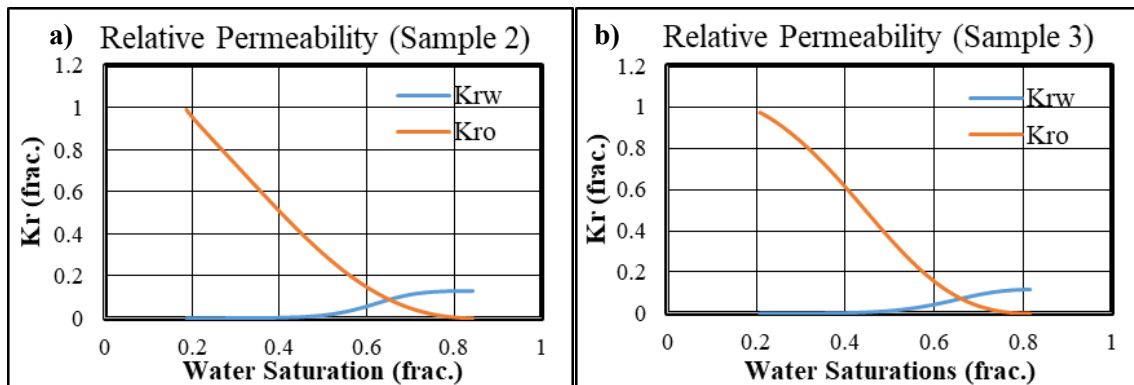 a) Relative Permeability (Sample 2)
1.2
1
0.8
0.6
0.4
0.2
0
Kr (frac.)
Krw
Kro
0 0.2 0.4 0.6 0.8 1
Water Saturation (frac.)
b) Relative Permeability (Sample 3)
1.2
1
0.8
0.6
0.4
0.2
0
Kr (frac.)
Krw
Kro
0 0.2 0.4 0.6 0.8 1
Water Saturations (frac.)